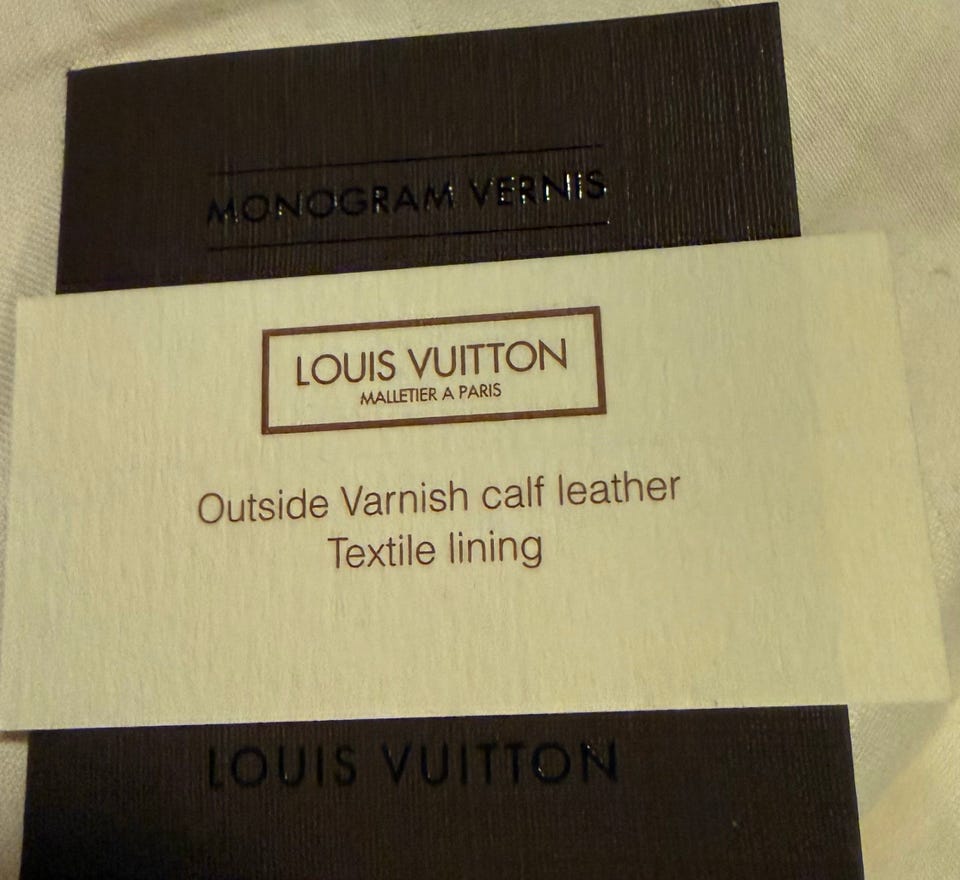 MONOGRAM VERNIS
LOUIS VUITTON
MALLETIER A PARIS
Outside Varnish calf leather
Textile lining
LOUIS VUITTON